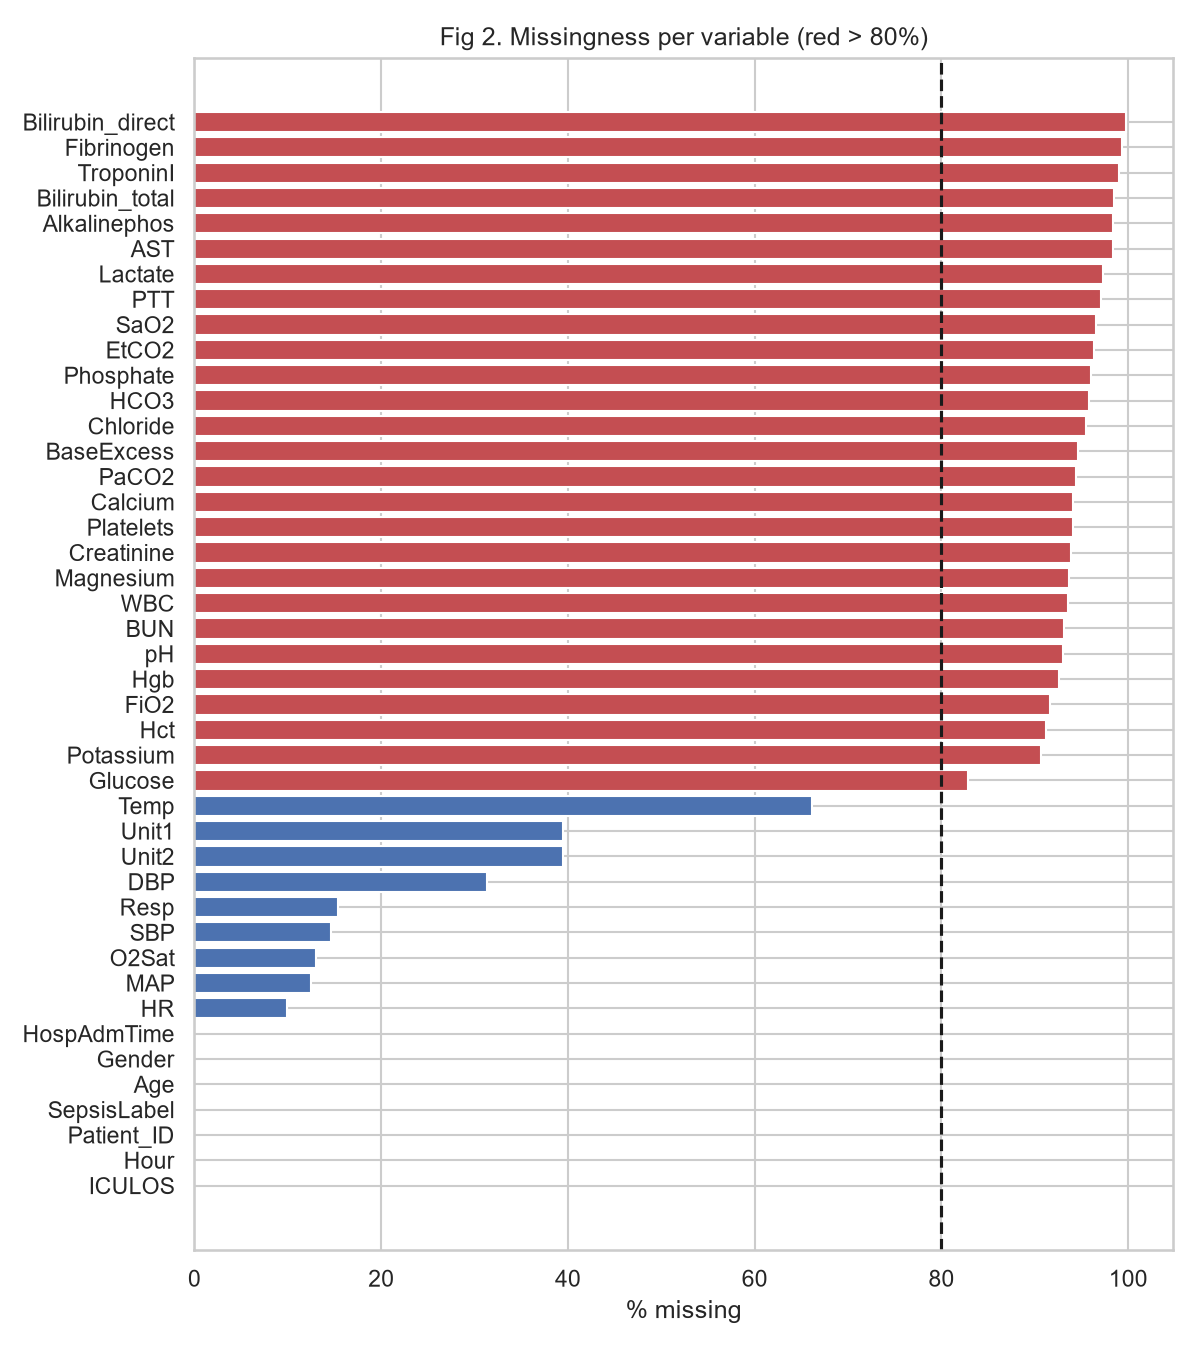 Fig 2. Missingness per variable (red > 80%)
Bilirubin_direct
Fibrinogen
TroponinI
Bilirubin_total
Alkalinephos
AST
Lactate
PTT
SaO2
EtCO2
Phosphate
HCO3
Chloride
BaseExcess
PaCO2
Calcium
Platelets
Creatinine
Magnesium
WBC
BUN
pH
Hgb
FiO2
Hct
Potassium
Glucose
Temp
Unit1
Unit2
DBP
Resp
SBP
O2Sat
MAP
HR
HospAdmTime
Gender
Age
SepsisLabel
Patient_ID
Hour
ICULOS
0 20 40 60 80 100
% missing